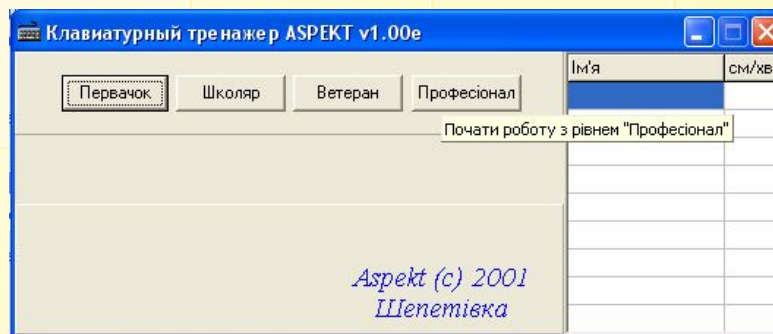 Клавиатурный тренажер ASPEKT v1.00e
Первачок Школяр Ветеран Професіонал
Ім'я см/хв
Почати роботу з рівнем "Професіонал"
Aspekt (c) 2001
Шепетівка